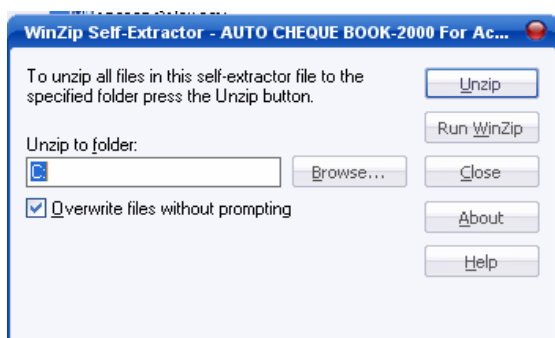 WinZip Self-Extractor - AUTO CHEQUE BOOK-2000 For Ac...
To unzip all files in this self-extractor file to the
specified folder press the Unzip button.
Unzip
Run WinZip
Unzip to folder:
C:
Browse...
Close
Overwrite files without prompting
About
Help